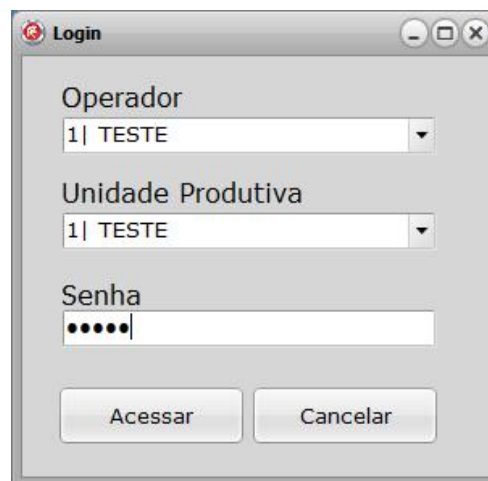 Login
Operador
1| TESTE
Unidade Produtiva
1| TESTE
Senha
•••••
Acessar Cancelar